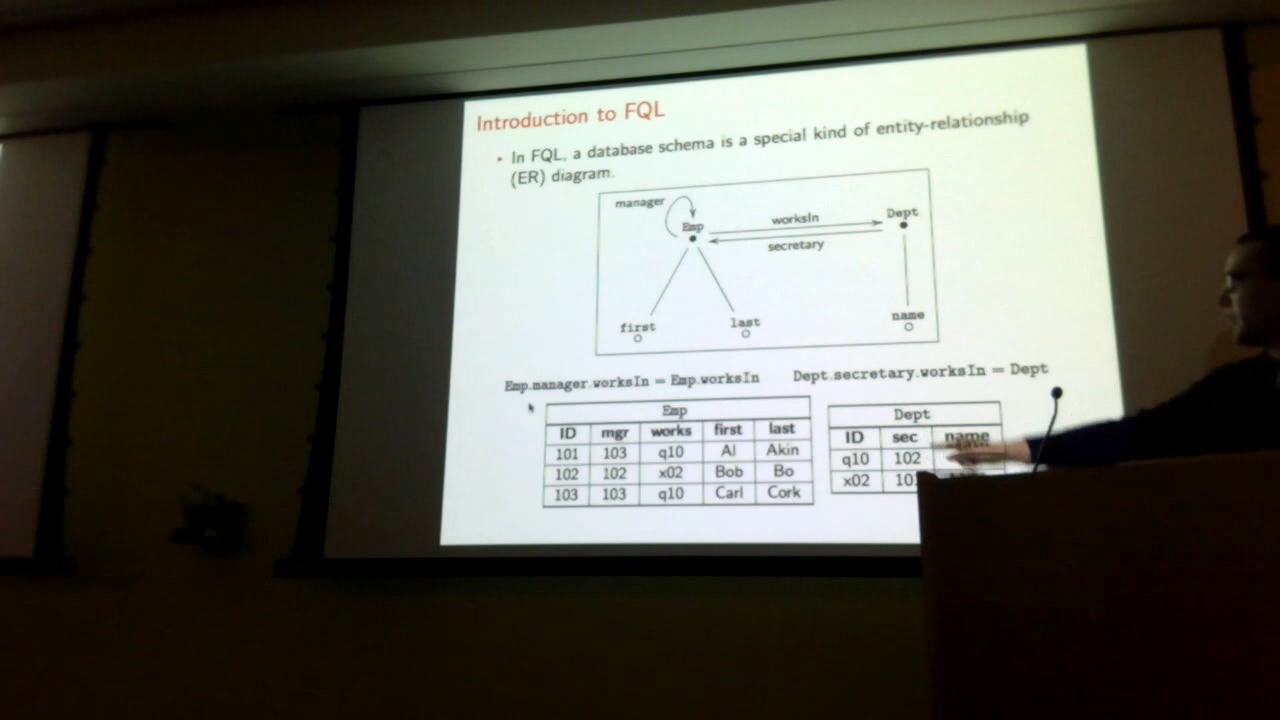 Introduction to FQL
• In FQL, a database schema is a special kind of entity-relationship
(ER) diagram.
manager
Emp
worksIn
Dept
secretary
first
last
name
Emp.manager.worksIn = Emp.worksIn
Dept.secretary.worksIn = Dept
Emp
ID mgr works first last
101 103 q10 Al Akin
102 102 x02 Bob Bo
103 103 q10 Carl Cork
Dept
ID sec name
q10 102
x02